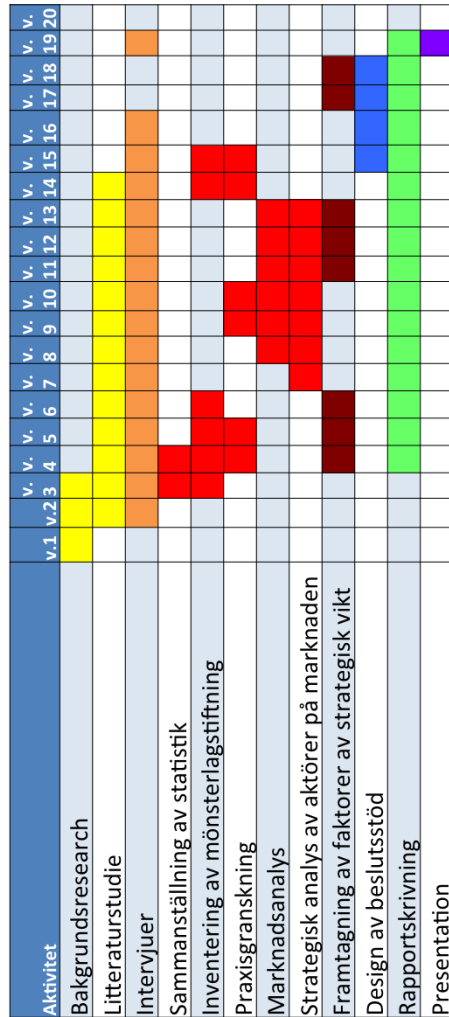 Aktivitet v.1 v.2 v. 3 v. 4 v. 5 v. 6 v. 7 v. 8 v. 9 v. 10 v. 11 v. 12 v. 13 v. 14 v. 15 v. 16 v. 17 v. 18 v. 19 v. 20
Bakgrundsresearch
Litteraturstudie
Intervjuer
Sammanställning av statistik
Inventering av mönsterlagstiftning
Praxisgranskning
Marknadsanalys
Strategisk analys av aktörer på marknaden
Framtagning av faktorer av strategisk vikt
Design av beslutsstöd
Rapportskrivning
Presentation